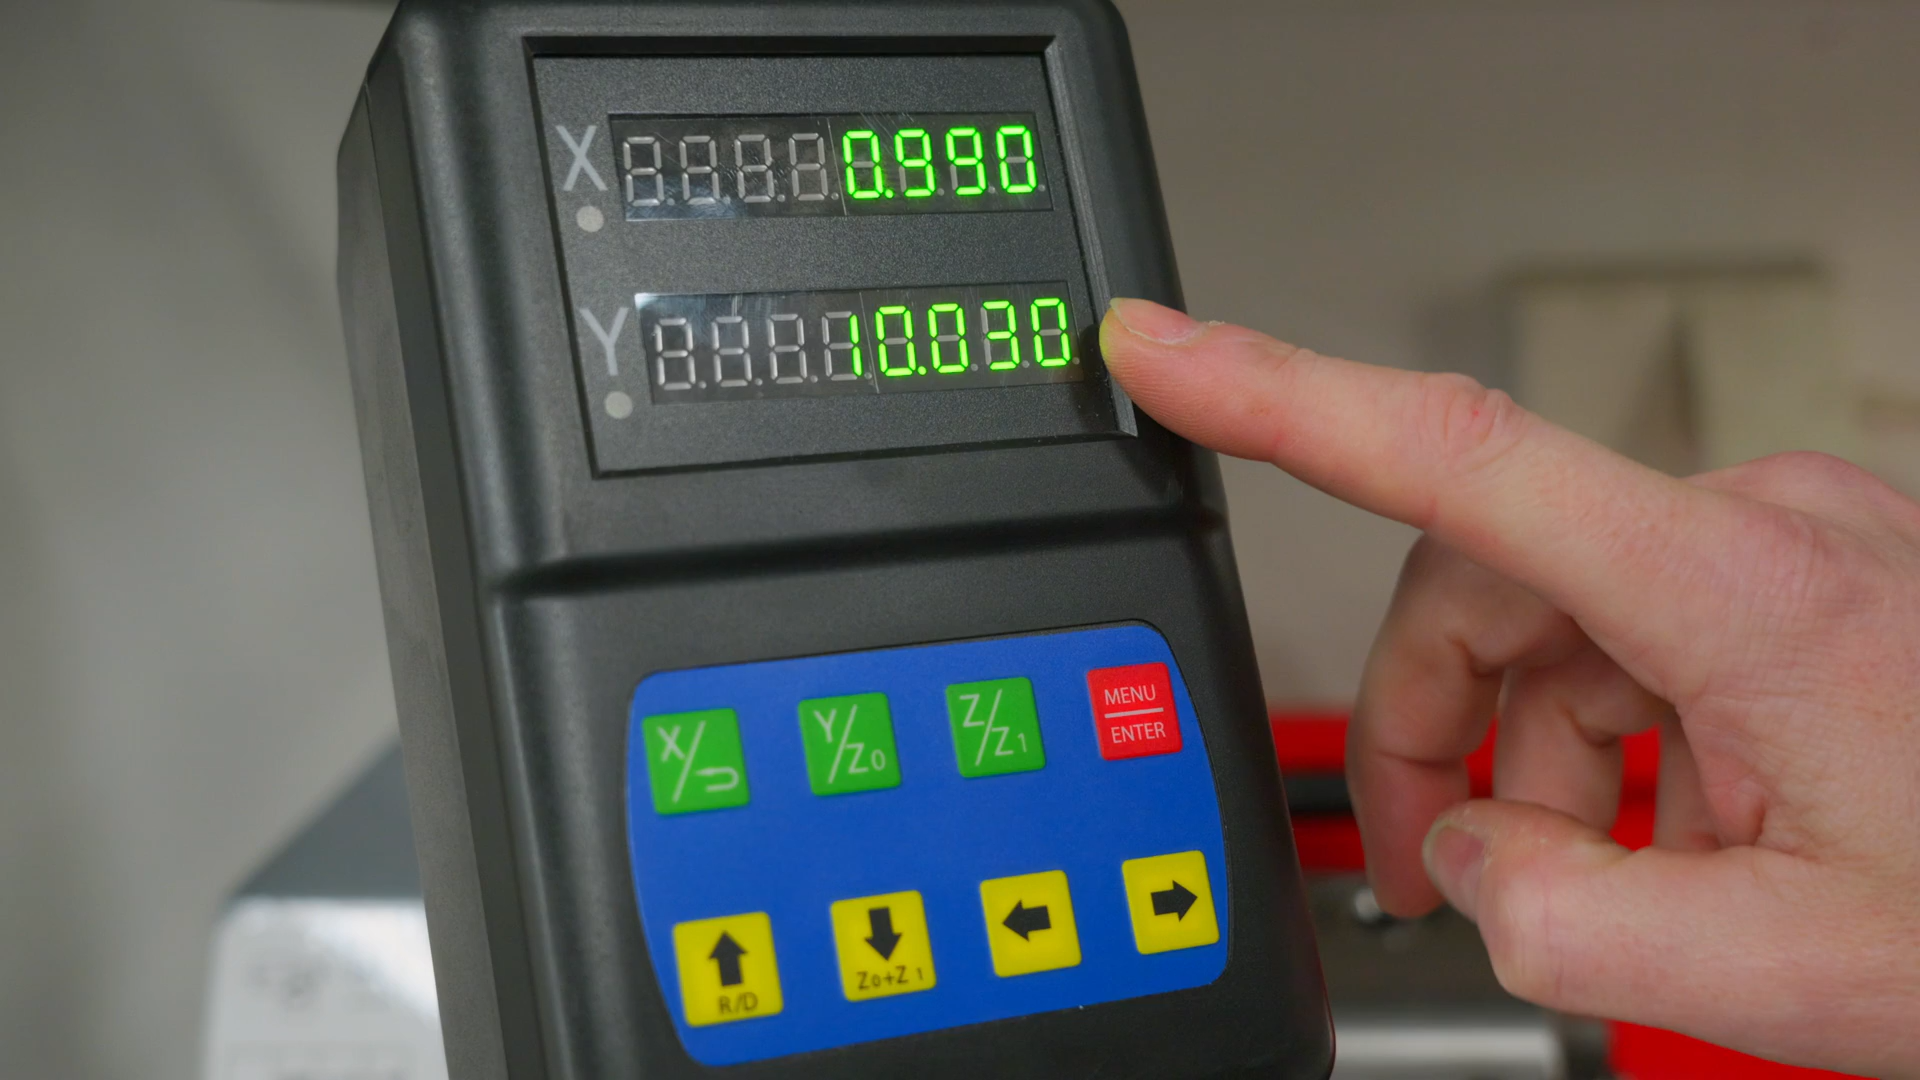 X 0.990
Y 10.030
X/⮌ Y/Z0 Z/Z1 MENU
ENTER
R/D Z0+Z1